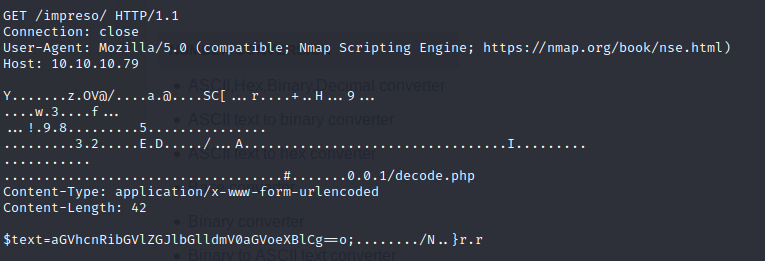 GET /impreso/ HTTP/1.1
Connection: close
User-Agent: Mozilla/5.0 (compatible; Nmap Scripting Engine; https://nmap.org/book/nse.html)
Host: 10.10.10.79
Y.......z.OV@/....a.@....SC[...r....+..H...9...
....w.3....f...
...!.9.8.........5...............
.........3.2.....E.D...../...A.................................I.........
...........
...................................#.......0.0.1/decode.php
Content-Type: application/x-www-form-urlencoded
Content-Length: 42
$text=aGVhcnRibGVlZGJlbGlldmV0aGVoeXBlCg==o;......../N..}r.r
ASCII,Hex,Binary,Decimal converter
ASCII text to binary converter
ASCII text to hex converter
Binary converter
Binary to ASCII text converter